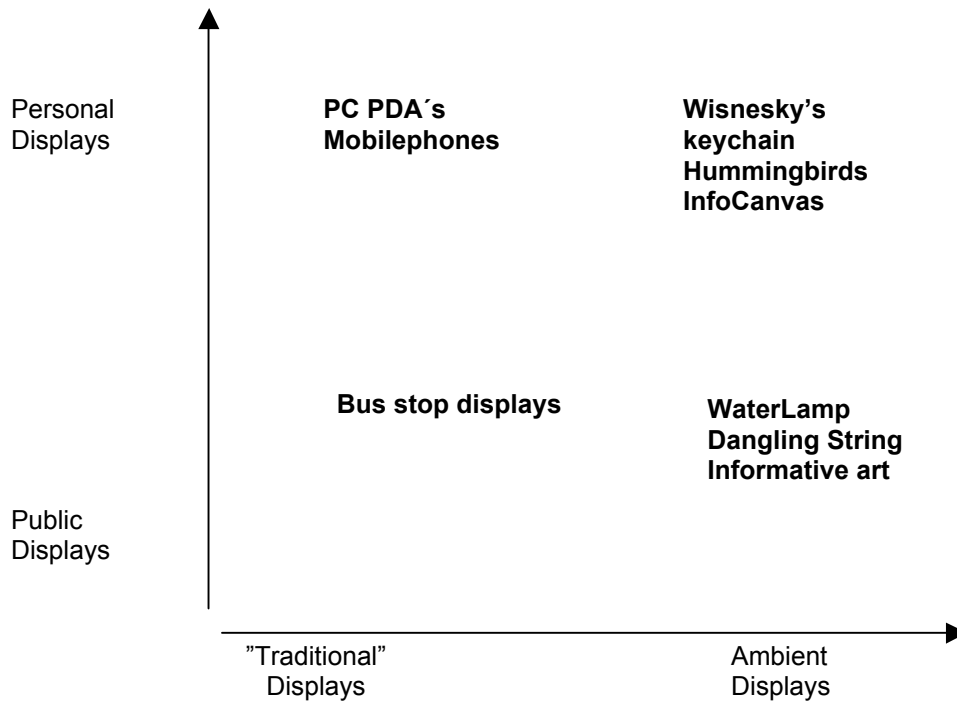 Personal
Displays
PC PDA´s
Mobilephones
Wisnesky’s
keychain
Hummingbirds
InfoCanvas
Bus stop displays
WaterLamp
Dangling String
Informative art
Public
Displays
”Traditional”
Displays
Ambient
Displays